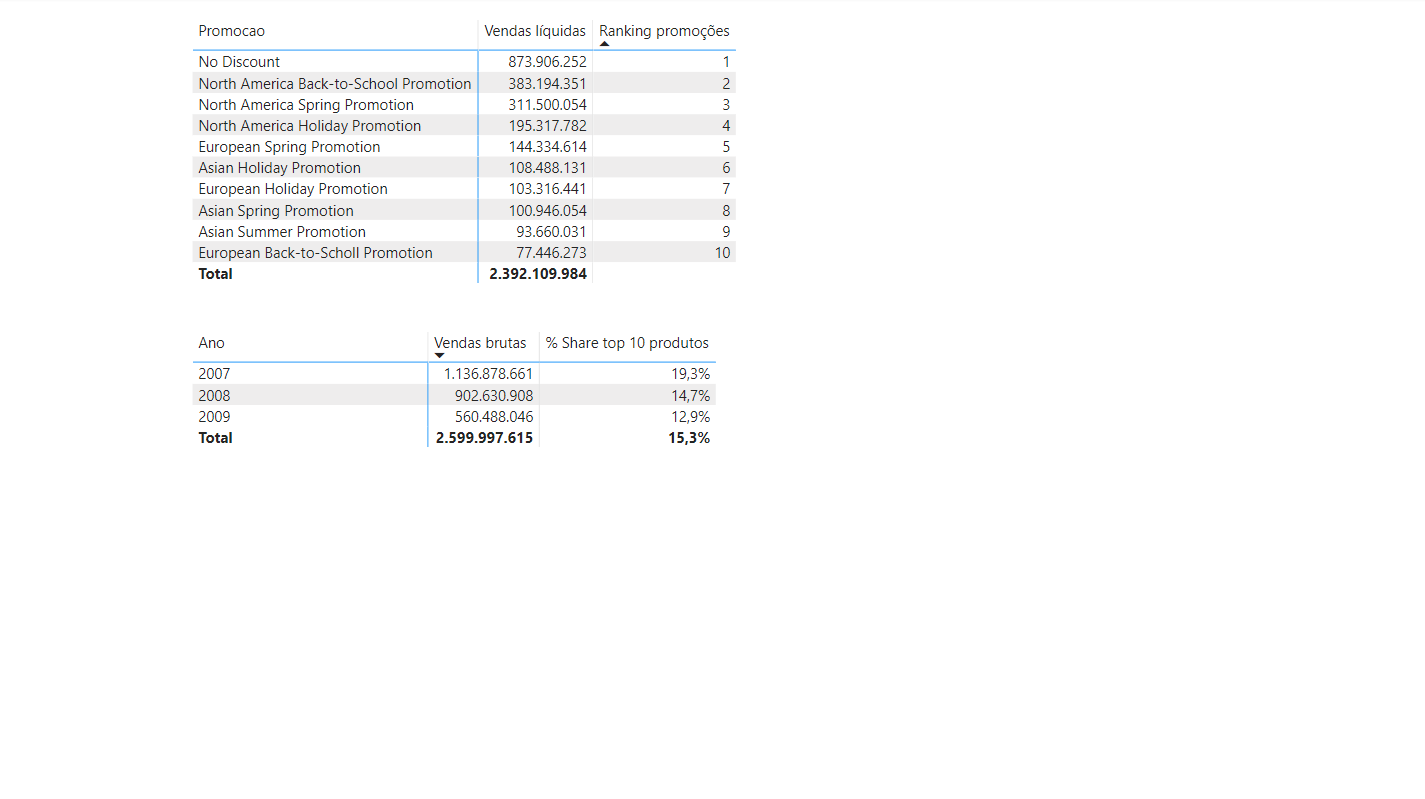 Promocao Vendas líquidas Ranking promoções
No Discount 873.906.252 1
North America Back-to-School Promotion 383.194.351 2
North America Spring Promotion 311.500.054 3
North America Holiday Promotion 195.317.782 4
European Spring Promotion 144.334.614 5
Asian Holiday Promotion 108.488.131 6
European Holiday Promotion 103.316.441 7
Asian Spring Promotion 100.946.054 8
Asian Summer Promotion 93.660.031 9
European Back-to-Scholl Promotion 77.446.273 10
Total 2.392.109.984
Ano Vendas brutas % Share top 10 produtos
2007 1.136.878.661 19,3%
2008 902.630.908 14,7%
2009 560.488.046 12,9%
Total 2.599.997.615 15,3%